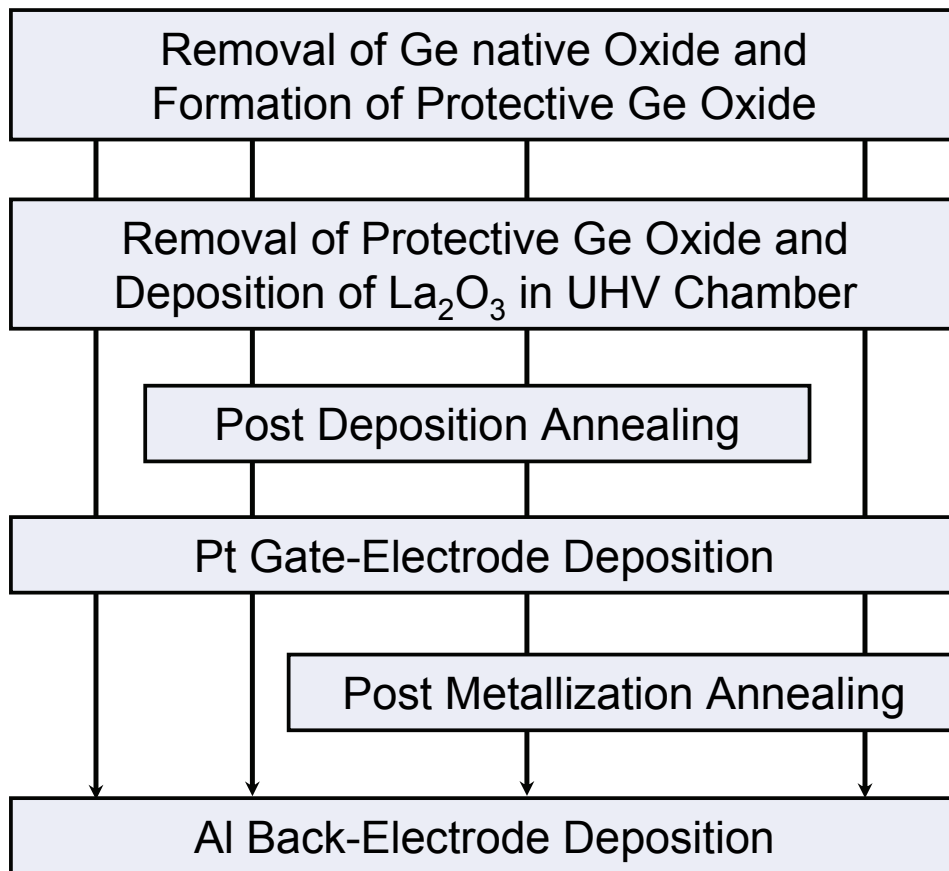 Removal of Ge native Oxide and
Formation of Protective Ge Oxide
Removal of Protective Ge Oxide and
Deposition of La₂O₃ in UHV Chamber
Post Deposition Annealing
Pt Gate-Electrode Deposition
Post Metallization Annealing
Al Back-Electrode Deposition